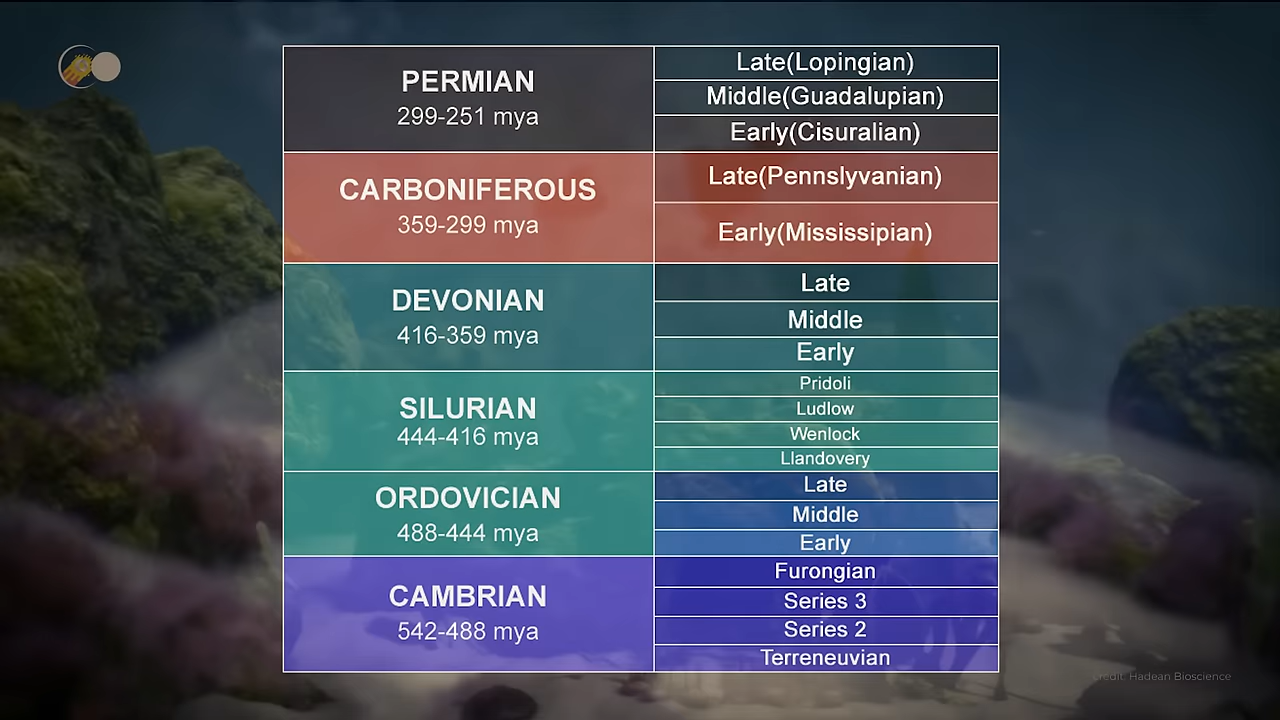 PERMIAN
299-251 mya
Late(Lopingian)
Middle(Guadalupian)
Early(Cisuralian)
CARBONIFEROUS
359-299 mya
Late(Pennslyvanian)
Early(Mississipian)
DEVONIAN
416-359 mya
Late
Middle
Early
SILURIAN
444-416 mya
Pridoli
Ludlow
Wenlock
Llandovery
ORDOVICIAN
488-444 mya
Late
Middle
Early
CAMBRIAN
542-488 mya
Furongian
Series 3
Series 2
Terreneuvian
Credit: Hadean Bioscience